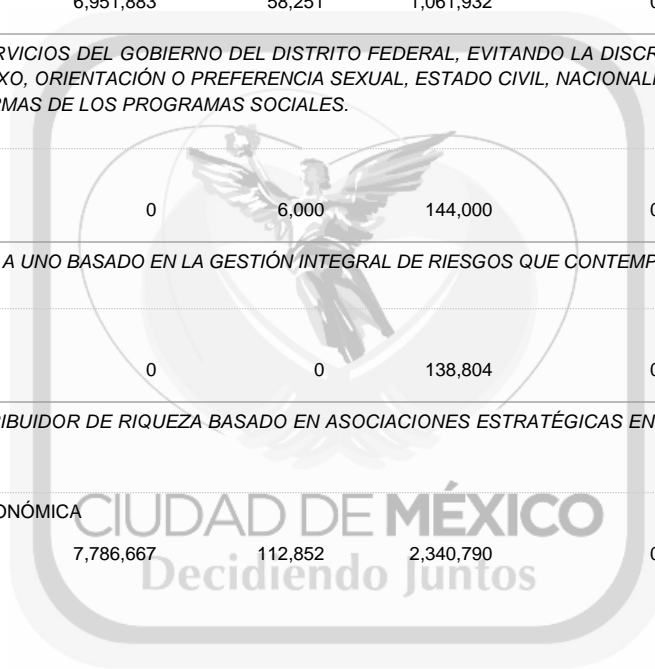 6,951,883 58,251 1,061,932 0
RVICIOS DEL GOBIERNO DEL DISTRITO FEDERAL, EVITANDO LA DISCR
XO, ORIENTACIÓN O PREFERENCIA SEXUAL, ESTADO CIVIL, NACIONALI
RMAS DE LOS PROGRAMAS SOCIALES.
0 6,000 144,000 0
A UNO BASADO EN LA GESTIÓN INTEGRAL DE RIESGOS QUE CONTEMP
0 0 138,804 0
RIBUIDOR DE RIQUEZA BASADO EN ASOCIACIONES ESTRATÉGICAS EN
ONÓMICA
CIUDAD DE MÉXICO
7,786,667 112,852 2,340,790 0
Decidiendo Juntos